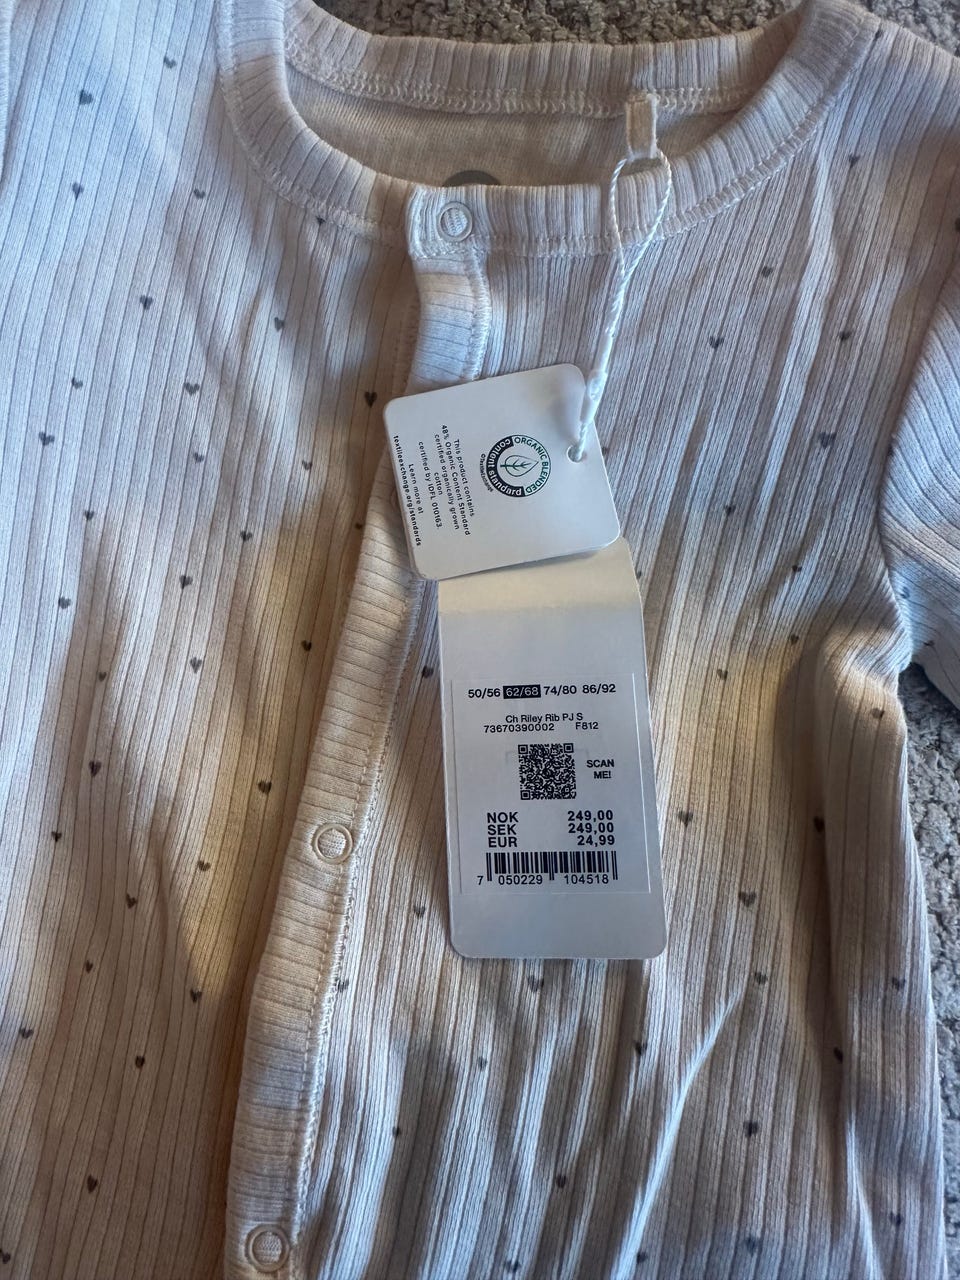 ORGANIC BLENDED
content standard
This product contains
48% Organic Content Standard
certified organically grown
cotton
certified by IDFL 010163.
Learn more at
textileexchange.org/standards
50/56 62/68 74/80 86/92
Ch Riley Rib PJ S
73670390002 F812
SCAN
ME!
NOK 249,00
SEK 249,00
EUR 24,99
7 050229 104518